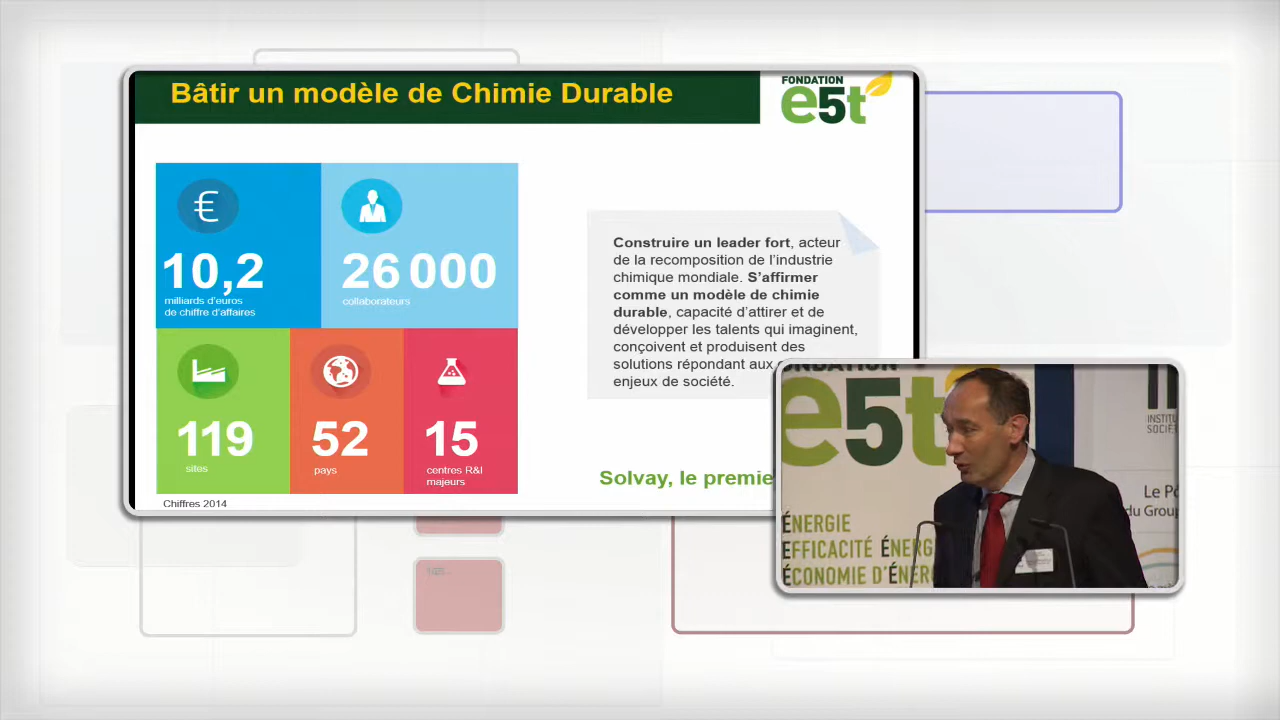 Bâtir un modèle de Chimie Durable
FONDATION
e5t
€
10,2
milliards d'euros
de chiffre d'affaires
26 000
collaborateurs
119
sites
52
pays
15
centres R&I
majeurs
Chiffres 2014
Construire un leader fort, acteur
de la recomposition de l'industrie
chimique mondiale. S'affirmer
comme un modèle de chimie
durable, capacité d'attirer et de
développer les talents qui imaginent,
conçoivent et produisent des
solutions répondant aux
enjeux de société.
Solvay, le premie
FONDATION
e5t
ÉNERGIE
EFFICACITÉ ÉNERG
ÉCONOMIE D'ÉNER
INSTIT
SOCIÉT
Le Pô
du Group